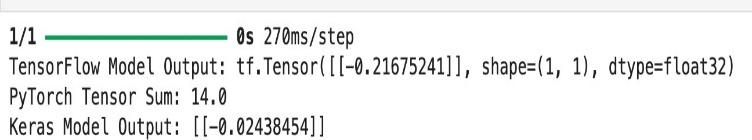 1/1 ━━━━━━━━━━━━━━━━━━━━ 0s 270ms/step
TensorFlow Model Output: tf.Tensor([[-0.21675241]], shape=(1, 1), dtype=float32)
PyTorch Tensor Sum: 14.0
Keras Model Output: [[-0.02438454]]